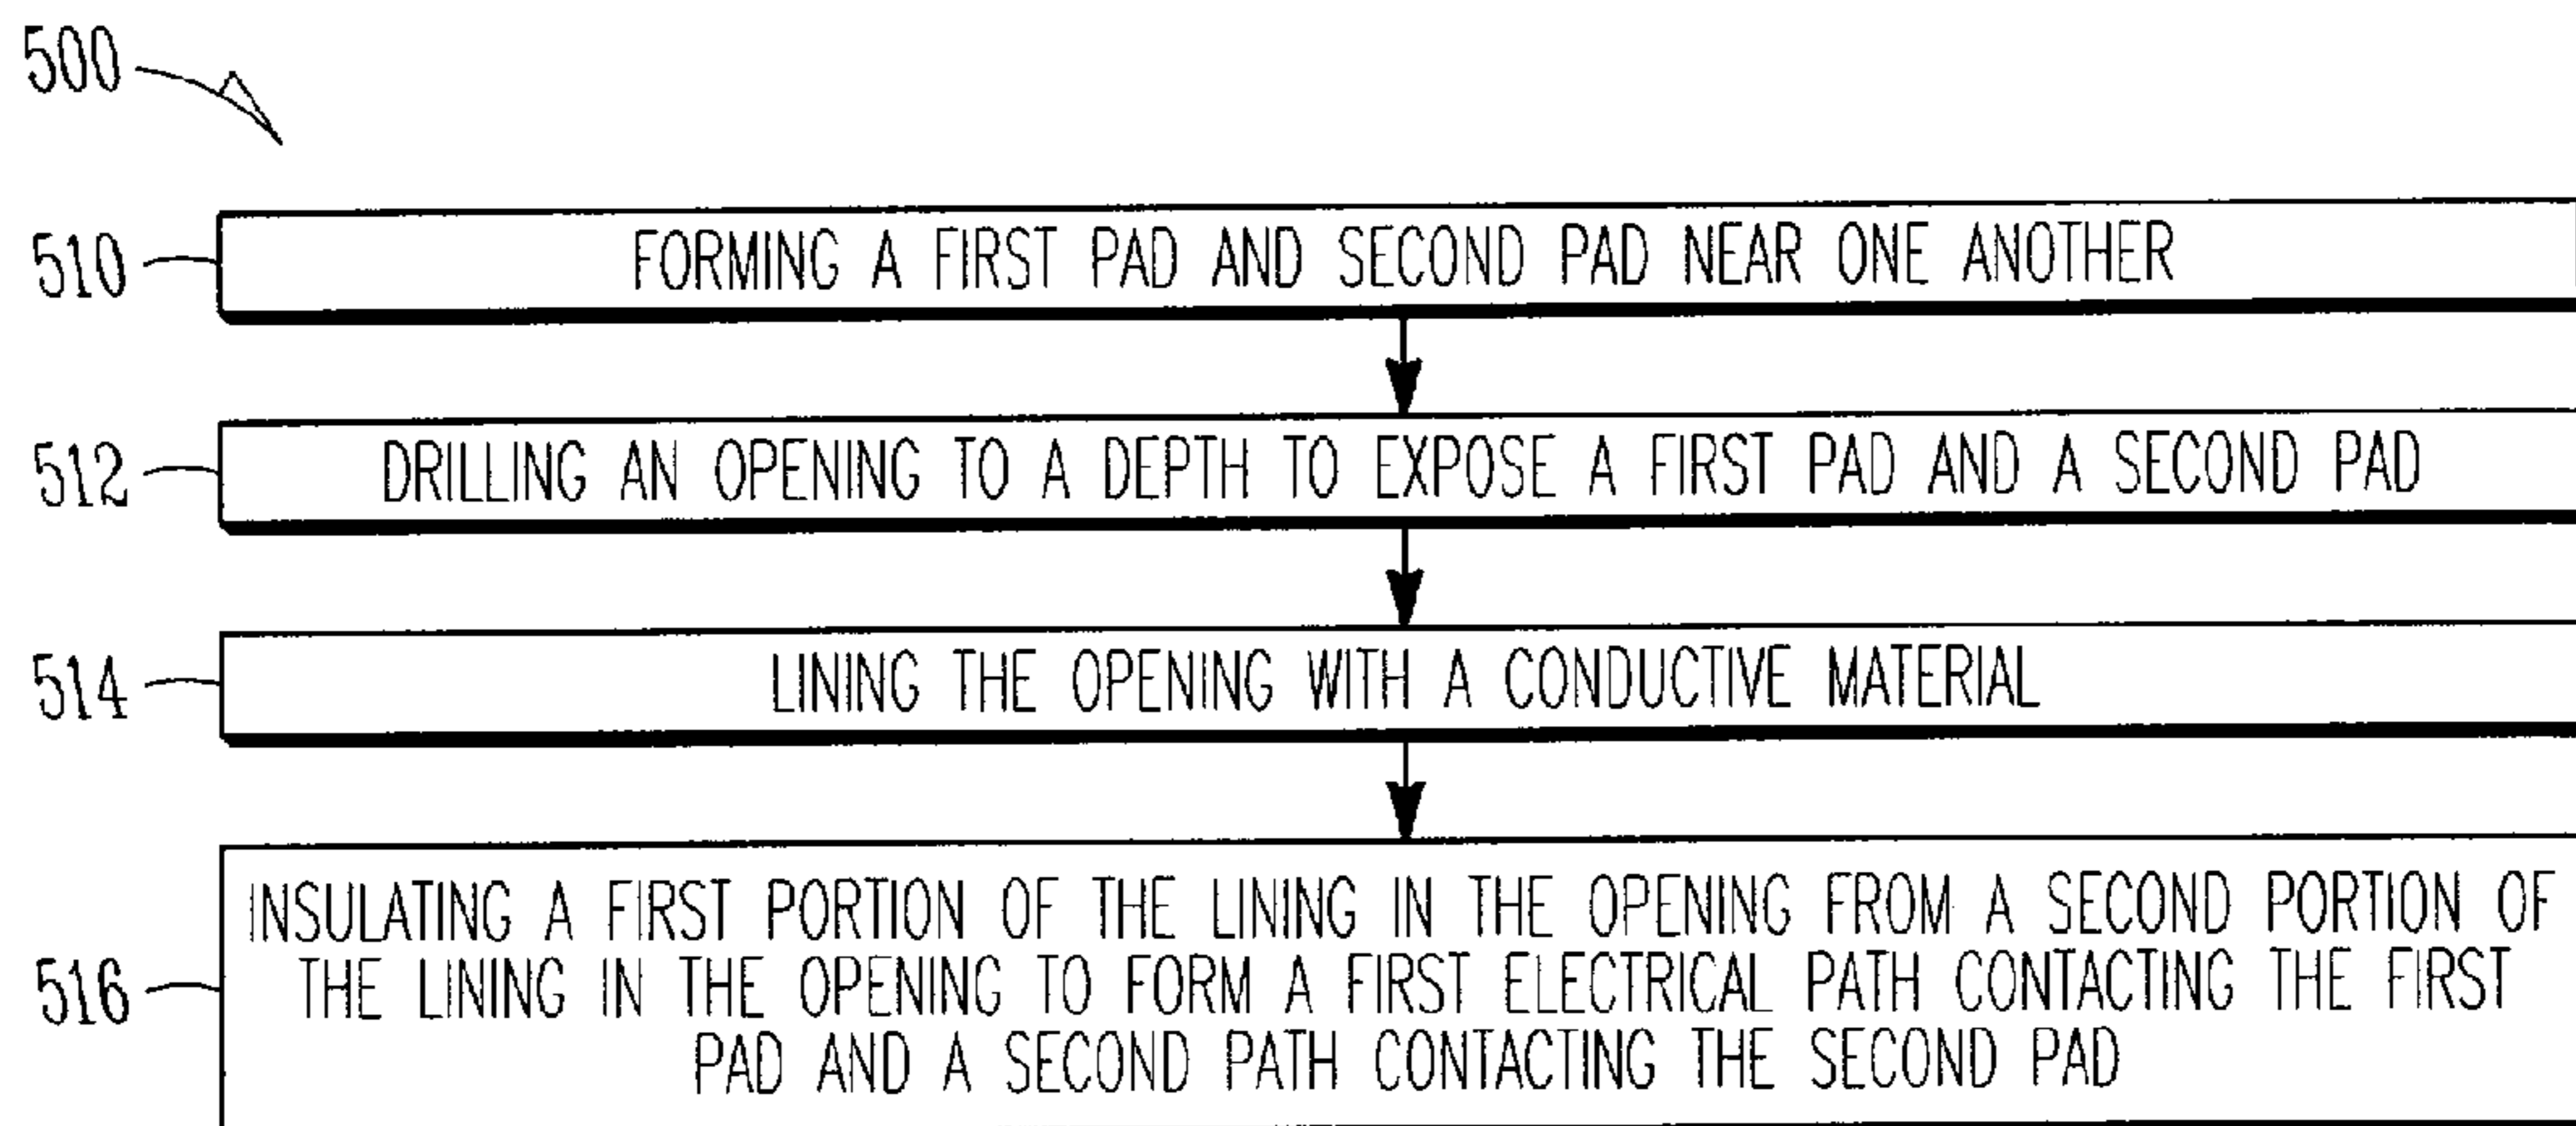 500
510
FORMING A FIRST PAD AND SECOND PAD NEAR ONE ANOTHER
512
DRILLING AN OPENING TO A DEPTH TO EXPOSE A FIRST PAD AND A SECOND PAD
514
LINING THE OPENING WITH A CONDUCTIVE MATERIAL
516
INSULATING A FIRST PORTION OF THE LINING IN THE OPENING FROM A SECOND PORTION OF
THE LINING IN THE OPENING TO FORM A FIRST ELECTRICAL PATH CONTACTING THE FIRST
PAD AND A SECOND PATH CONTACTING THE SECOND PAD